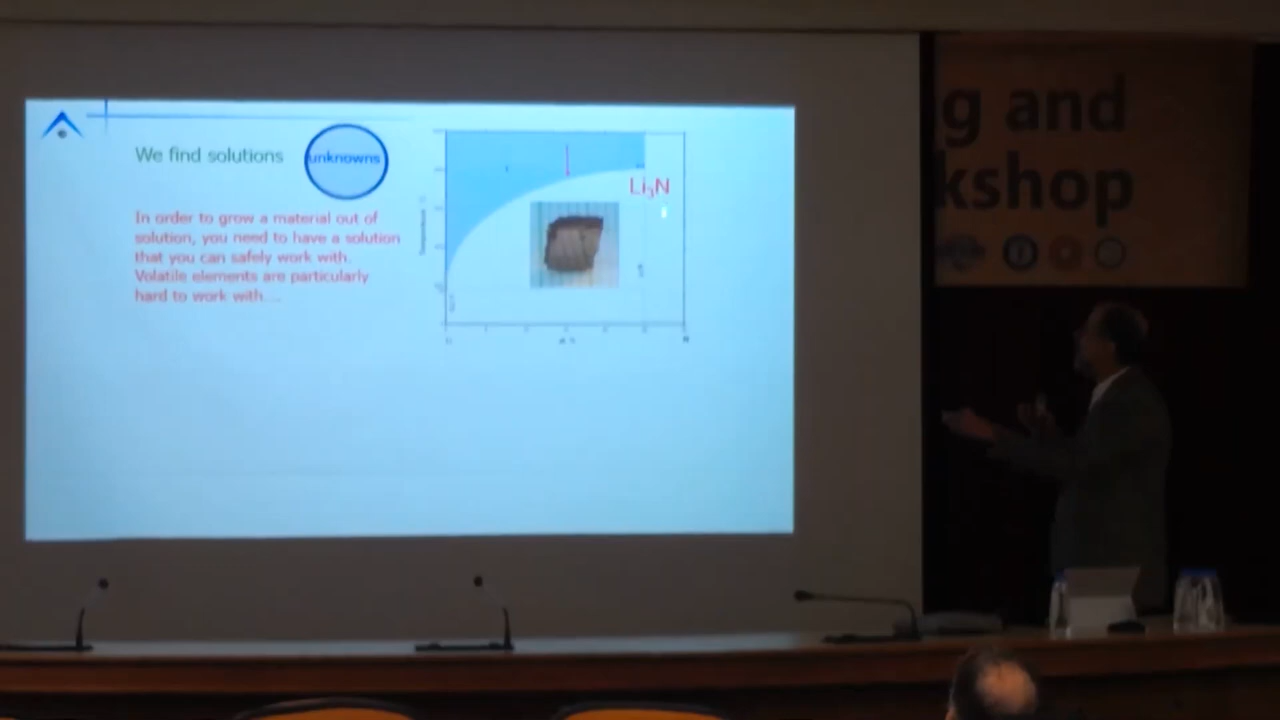 We find solutions
unknowns
In order to grow a material out of
solution, you need to have a solution
that you can safely work with.
Volatile elements are particularly
hard to work with....
Li₃N
g and
kshop